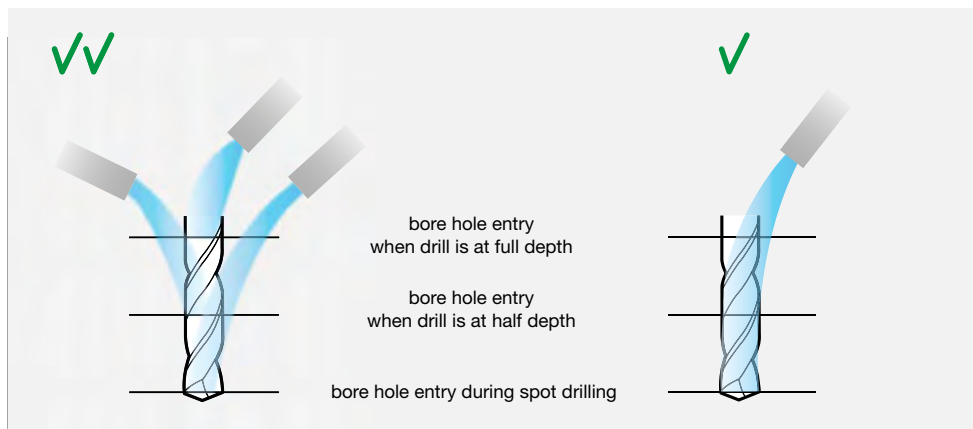 bore hole entry
when drill is at full depth
bore hole entry
when drill is at half depth
bore hole entry during spot drilling